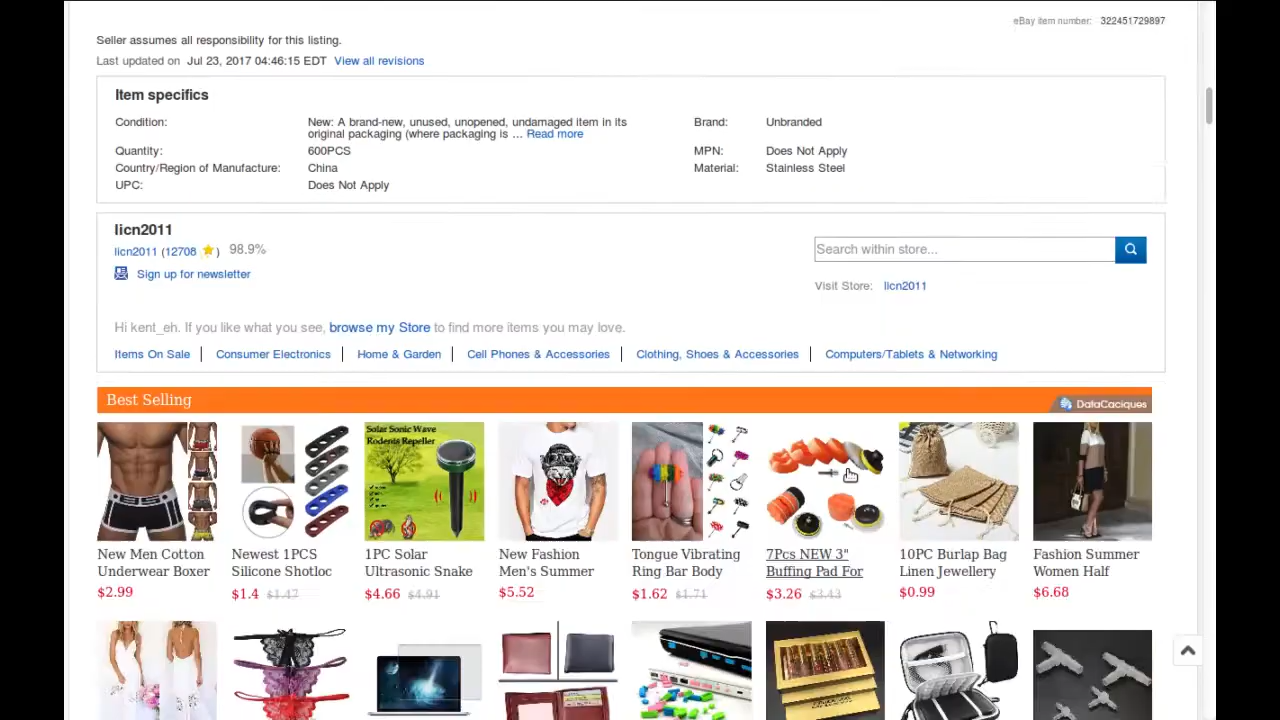 eBay item number: 322451729897
Seller assumes all responsibility for this listing.
Last updated on Jul 23, 2017 04:46:15 EDT View all revisions
Item specifics
Condition: New: A brand-new, unused, unopened, undamaged item in its original packaging (where packaging is ... Read more
Brand: Unbranded
Quantity: 600PCS
MPN: Does Not Apply
Country/Region of Manufacture: China
Material: Stainless Steel
UPC: Does Not Apply
licn2011
licn2011 (12708 ) 98.9%
Search within store...
Sign up for newsletter
Visit Store: licn2011
Hi kent_eh. If you like what you see, browse my Store to find more items you may love.
Items On Sale | Consumer Electronics | Home & Garden | Cell Phones & Accessories | Clothing, Shoes & Accessories | Computers/Tablets & Networking
Best Selling
DataCaciques
Solar Sonic Wave
Rodents Repeller
New Men Cotton
Underwear Boxer
$2.99
Newest 1PCS
Silicone Shotloc
$1.4 $1.47
1PC Solar
Ultrasonic Snake
$4.66 $4.91
New Fashion
Men's Summer
$5.52
Tongue Vibrating
Ring Bar Body
$1.62 $1.71
7Pcs NEW 3"
Buffing Pad For
$3.26 $3.43
10PC Burlap Bag
Linen Jewellery
$0.99
Fashion Summer
Women Half
$6.68